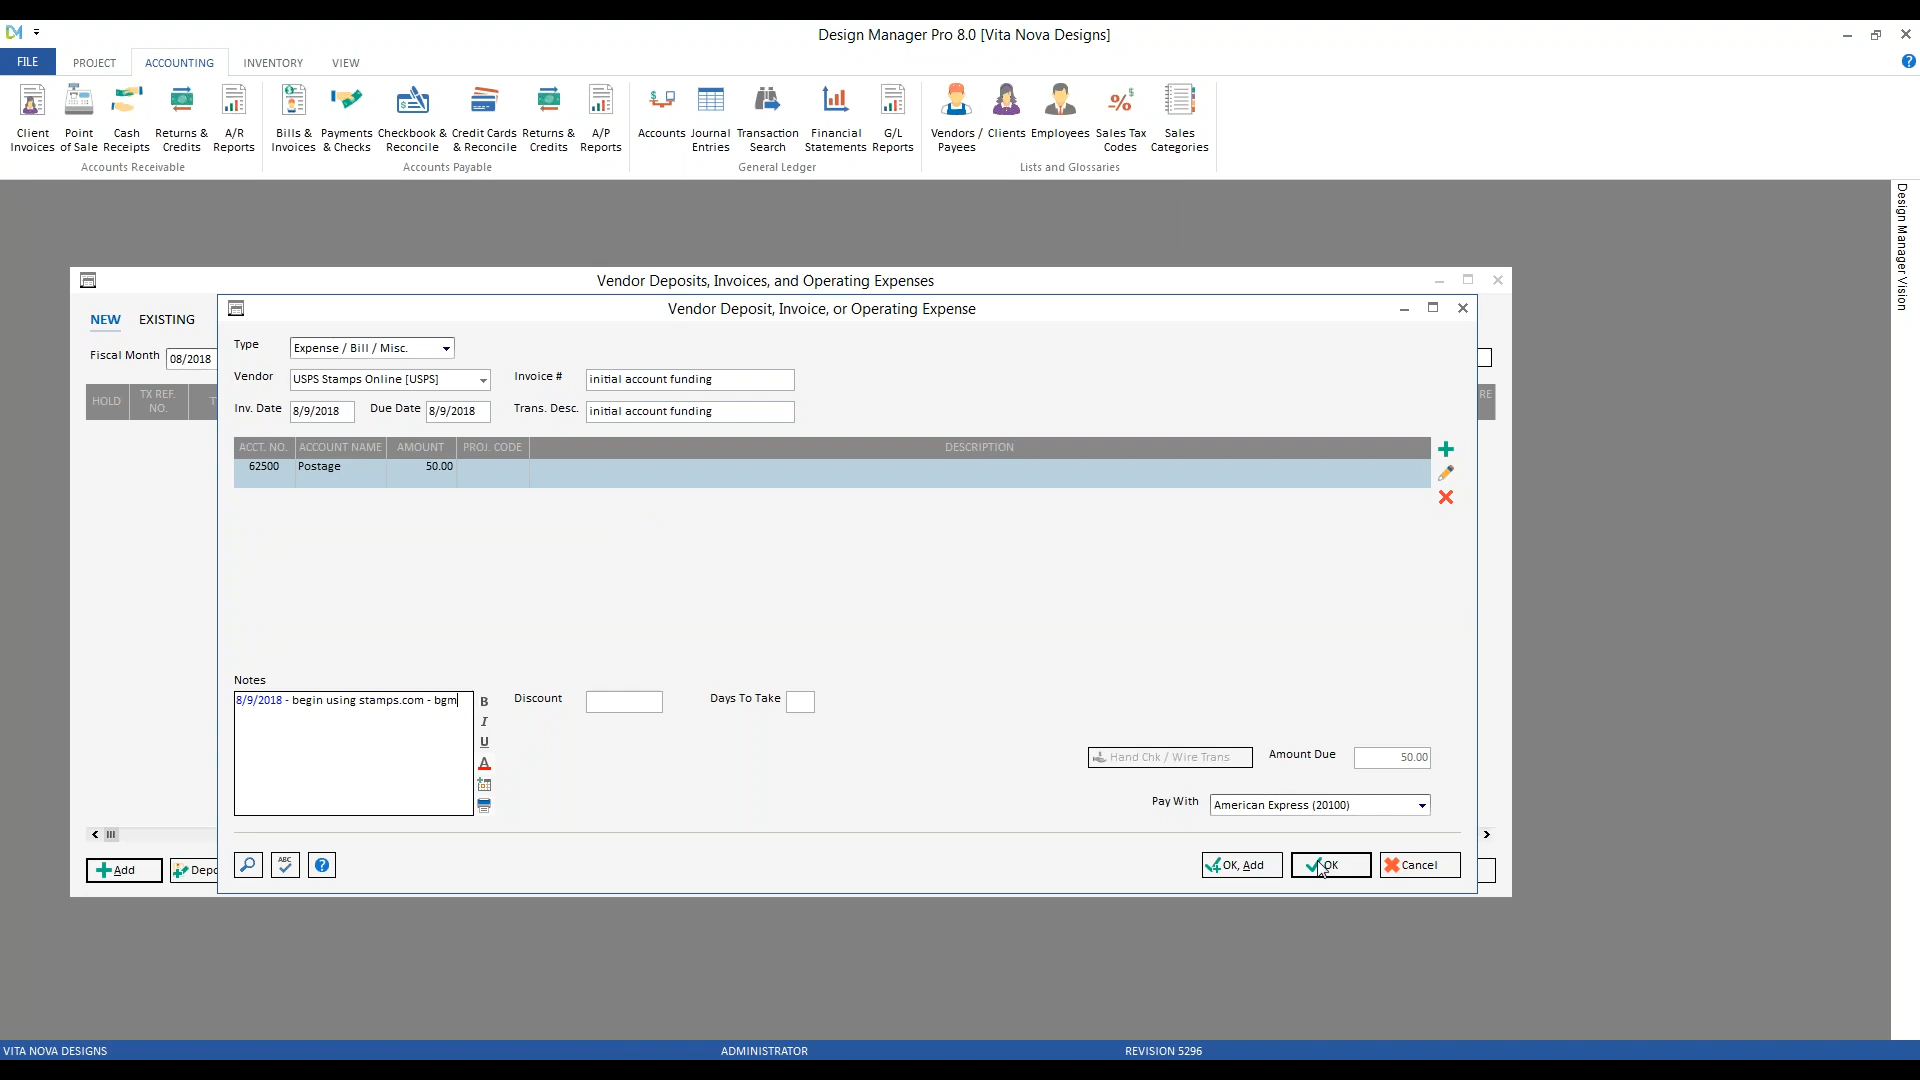 Design Manager Pro 8.0 [Vita Nova Designs]
FILE PROJECT ACCOUNTING INVENTORY VIEW
Client Invoices
Point of Sale
Cash Receipts
Returns & Credits
A/R Reports
Accounts Receivable
Bills & Invoices
Payments & Checks
Checkbook & Reconcile
Credit Cards & Reconcile
Returns & Credits
A/P Reports
Accounts Payable
Accounts
Journal Entries
Transaction Search
Financial Statements
G/L Reports
General Ledger
Vendors / Payees
Clients
Employees
Sales Tax Codes
Sales Categories
Lists and Glossaries
Design Manager Vision
Vendor Deposits, Invoices, and Operating Expenses
NEW EXISTING
Fiscal Month 08/2018
HOLD
TX REF. NO.
T
RE
Vendor Deposit, Invoice, or Operating Expense
Type Expense / Bill / Misc.
Vendor USPS Stamps Online [USPS] Invoice # initial account funding
Inv. Date 8/9/2018 Due Date 8/9/2018 Trans. Desc. initial account funding
ACCT. NO. ACCOUNT NAME AMOUNT PROJ. CODE DESCRIPTION
62500 Postage 50.00
Notes
8/9/2018 - begin using stamps.com - bgm
B
I
U
A
Discount Days To Take
Hand Chk / Wire Trans Amount Due 50.00
Pay With American Express (20100)
ABC
OK, Add OK Cancel
Add Depo
VITA NOVA DESIGNS ADMINISTRATOR REVISION 5296